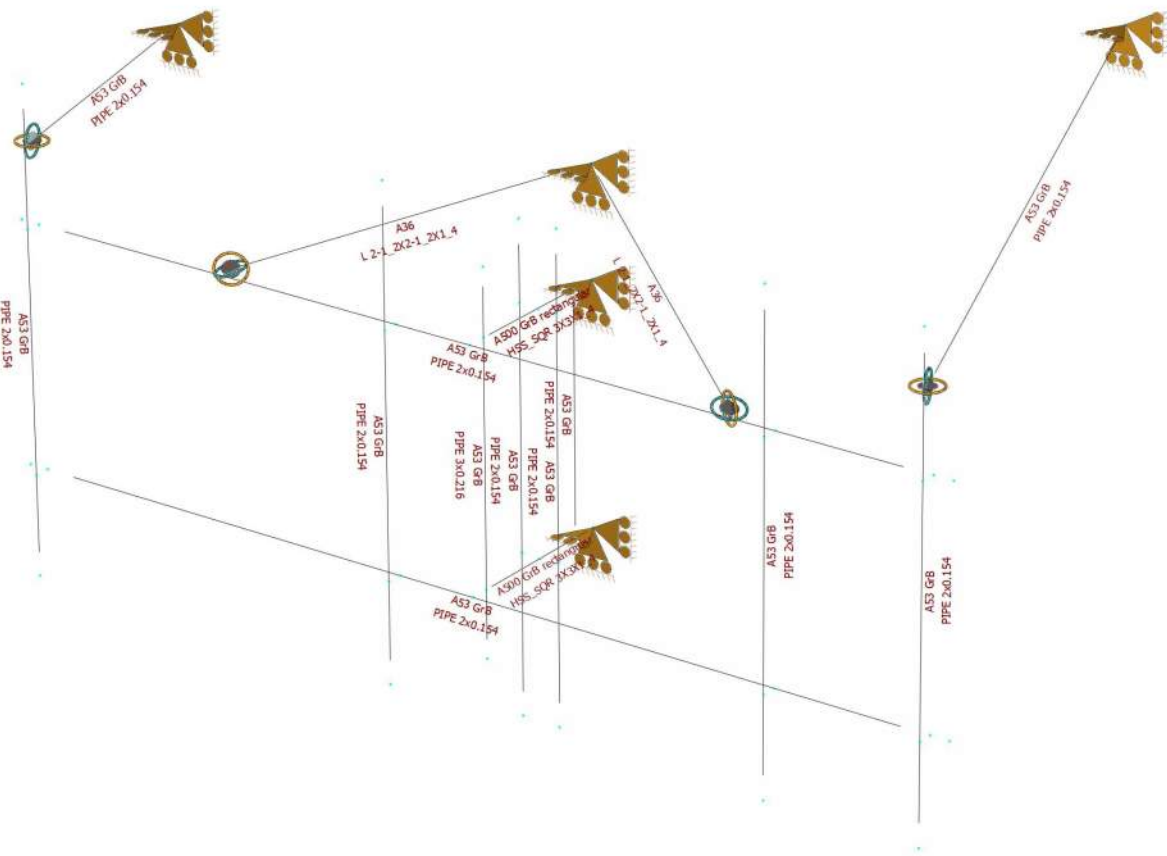 A53 GrB
PIPE 2x0.154
A53 GrB
PIPE 2x0.154
A36
L 2-1_2X2-1_2X1_4
A36
A500 GrB rectangular
A53 GrB
PIPE 2x0.154
A53 GrB
PIPE 2x0.154
A53 GrB
PIPE 2x0.154
A53 GrB
PIPE 3x0.216
A53 GrB
PIPE 2x0.154
A53 GrB
PIPE 2x0.154
A53 GrB
PIPE 2x0.154
A53 GrB
PIPE 2x0.154
A53 GrB
PIPE 2x0.154
A500 GrB rectangular
A53 GrB
PIPE 2x0.154